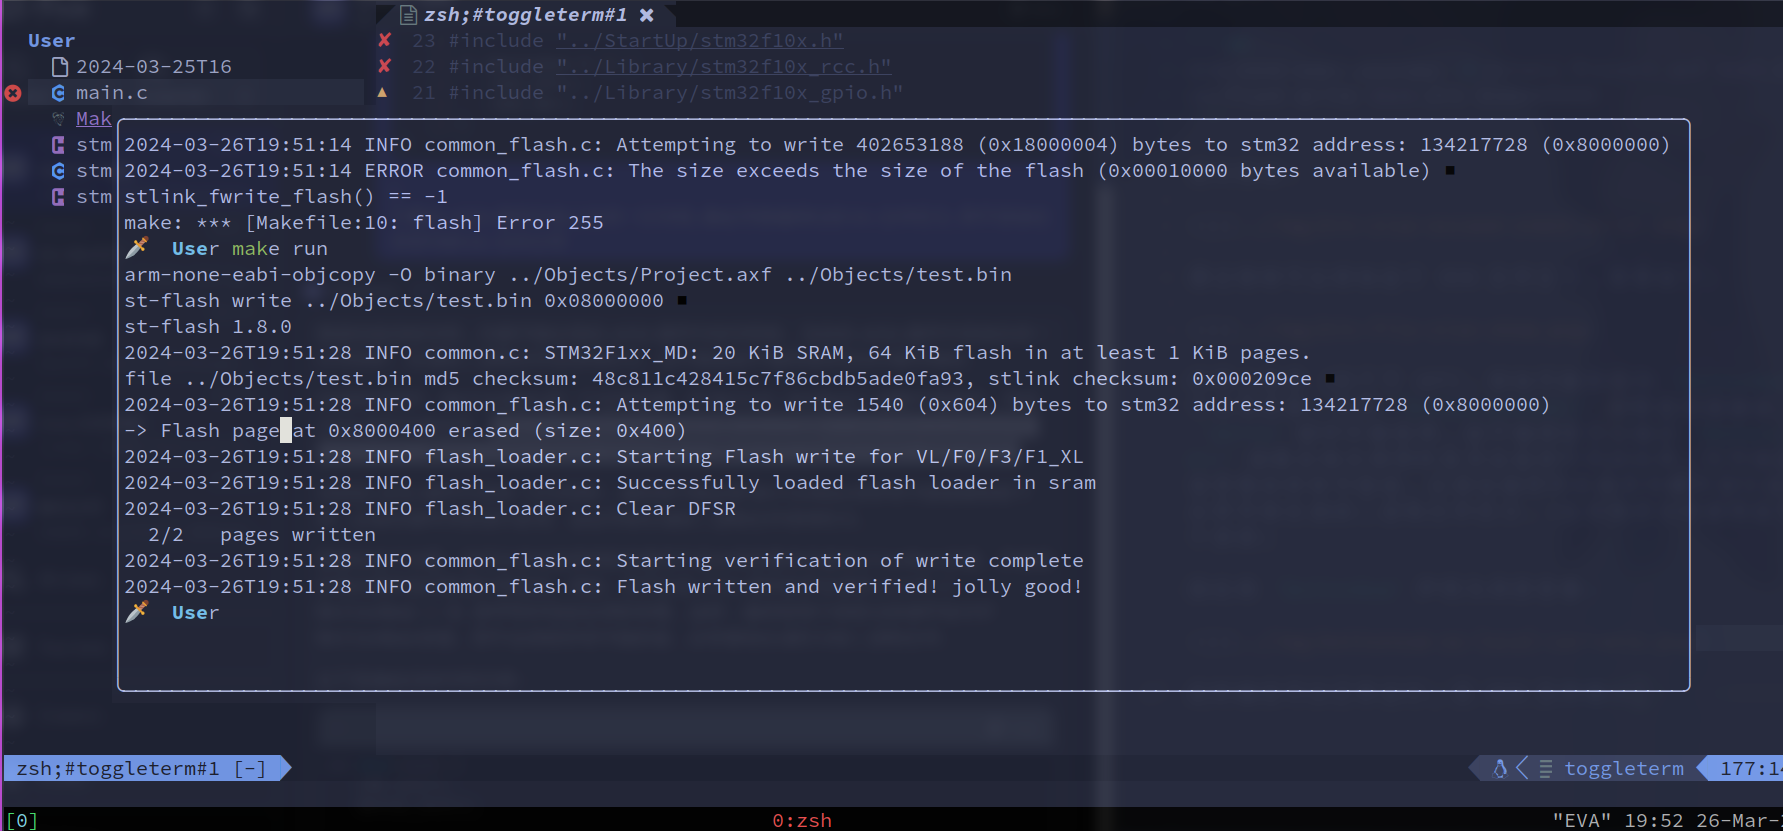 zsh;#toggleterm#1 ✖
User
✘ 23 #include "../StartUp/stm32f10x.h"
2024-03-25T16
✘ 22 #include "../Library/stm32f10x_rcc.h"
main.c
▲ 21 #include "../Library/stm32f10x_gpio.h"
Mak
stm
stm
stm
2024-03-26T19:51:14 INFO common_flash.c: Attempting to write 402653188 (0x18000004) bytes to stm32 address: 134217728 (0x8000000)
2024-03-26T19:51:14 ERROR common_flash.c: The size exceeds the size of the flash (0x00010000 bytes available)
stlink_fwrite_flash() == -1
make: *** [Makefile:10: flash] Error 255
User make run
arm-none-eabi-objcopy -O binary ../Objects/Project.axf ../Objects/test.bin
st-flash write ../Objects/test.bin 0x08000000
st-flash 1.8.0
2024-03-26T19:51:28 INFO common.c: STM32F1xx_MD: 20 KiB SRAM, 64 KiB flash in at least 1 KiB pages.
file ../Objects/test.bin md5 checksum: 48c811c428415c7f86cbdb5ade0fa93, stlink checksum: 0x000209ce
2024-03-26T19:51:28 INFO common_flash.c: Attempting to write 1540 (0x604) bytes to stm32 address: 134217728 (0x8000000)
-> Flash page at 0x8000400 erased (size: 0x400)
2024-03-26T19:51:28 INFO flash_loader.c: Starting Flash write for VL/F0/F3/F1_XL
2024-03-26T19:51:28 INFO flash_loader.c: Successfully loaded flash loader in sram
2024-03-26T19:51:28 INFO flash_loader.c: Clear DFSR
2/2 pages written
2024-03-26T19:51:28 INFO common_flash.c: Starting verification of write complete
2024-03-26T19:51:28 INFO common_flash.c: Flash written and verified! jolly good!
User
zsh;#toggleterm#1 [-]
toggleterm
177:1
[0]
0:zsh
"EVA" 19:52 26-Mar-